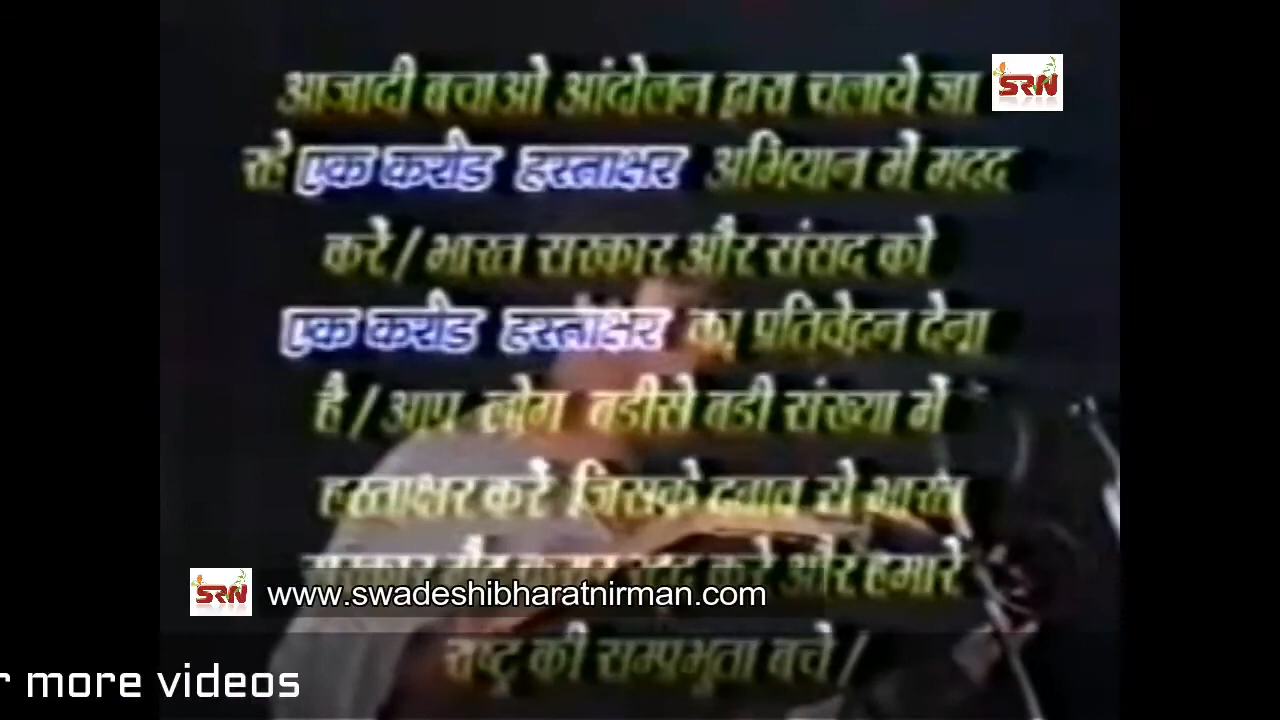 आजादी बचाओ आंदोलन द्वारा चलाये जा
SRN
रहे एक करोड हस्ताक्षर अभियान में मदद
करें / भारत सरकार और संसद को
एक करोड हस्ताक्षर का प्रतिवेदन देना
है / आप लोग बडीसे बडी संख्या में
हस्ताक्षर करें जिसके दबाव से भारत
करे और हमारे
SRN www.swadeshibharatnirman.com
राष्ट्र की सम्प्रभुता बचे /
more videos